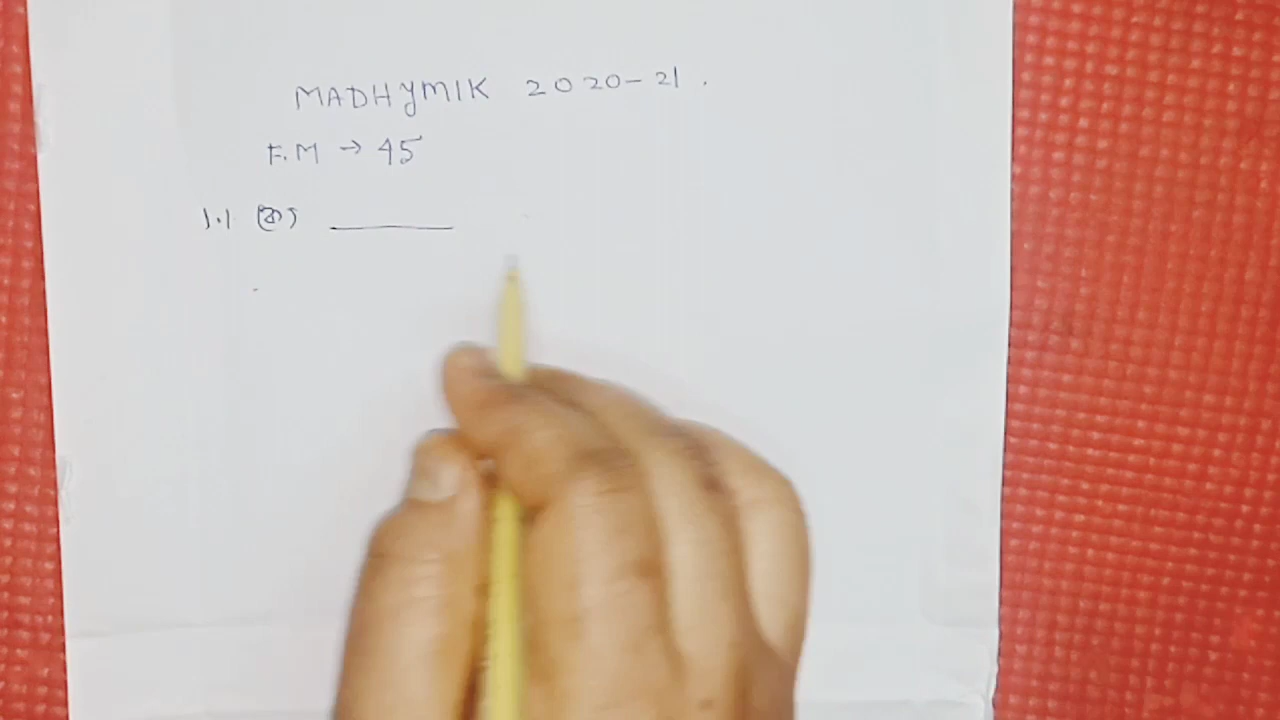 MADHYMIK 2020-21.
F.M → 45
1.1 (ক) ______